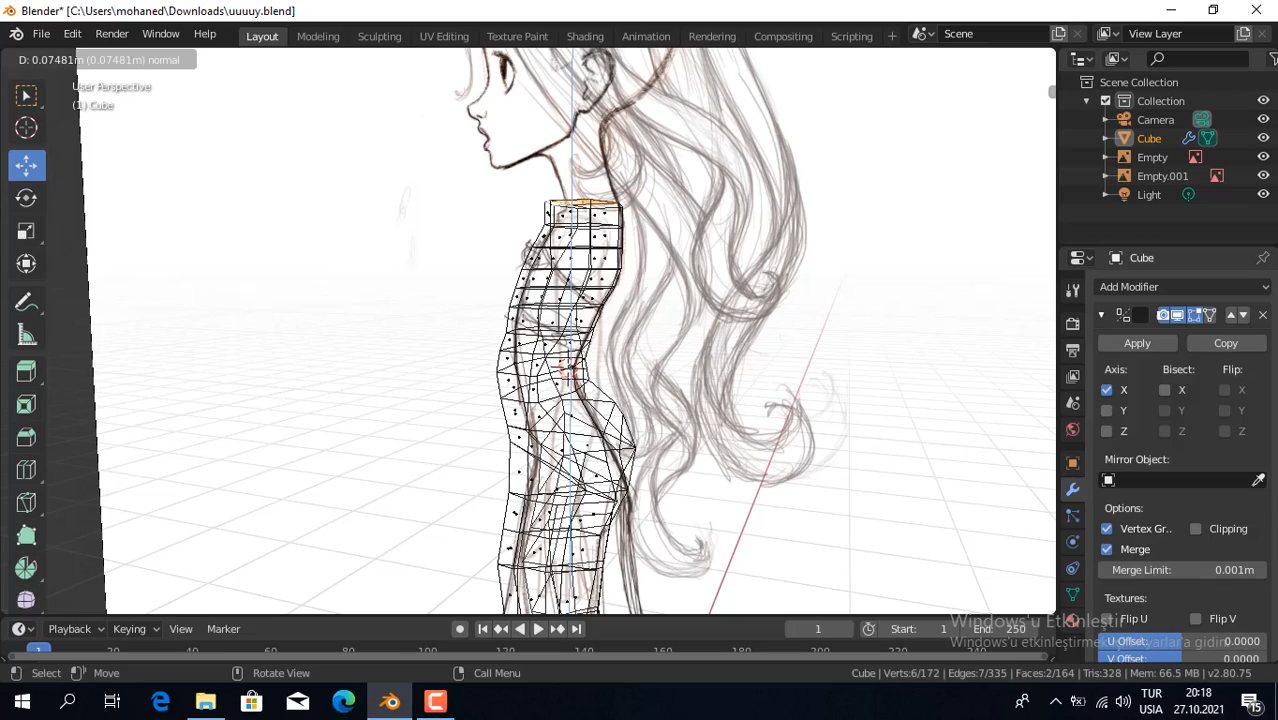 Blender* [C:\Users\mohaned\Downloads\uuuuy.blend]
File Edit Render Window Help
Layout Modeling Sculpting UV Editing Texture Paint Shading Animation Rendering Compositing Scripting
Scene
View Layer
D: 0.07481m (0.07481m) normal
User Perspective
(1) Cube
Scene Collection
Collection
Camera
Cube
Empty
Empty.001
Light
Cube
Add Modifier
Apply Copy
Axis: Bisect: Flip:
X X X
Y Y Y
Z Z Z
Mirror Object:
Options:
Vertex Gr.. Clipping
Merge
Merge Limit: 0.001m
Textures:
Flip U Flip V
U Offset: 0.0000
V Offset: 0.0000
Windows'u Etkinleştir
Playback Keying View Marker
1 Start: 1 End: 250
1 20 120 140 160 180 200 220
Select Move Rotate View Call Menu
Cube | Verts:6/172 | Edges:7/335 | Faces:2/164 | Tris:328 | Mem: 66.5 MB | v2.80.75
TUR
USIA
20:18
27.10.2021
15